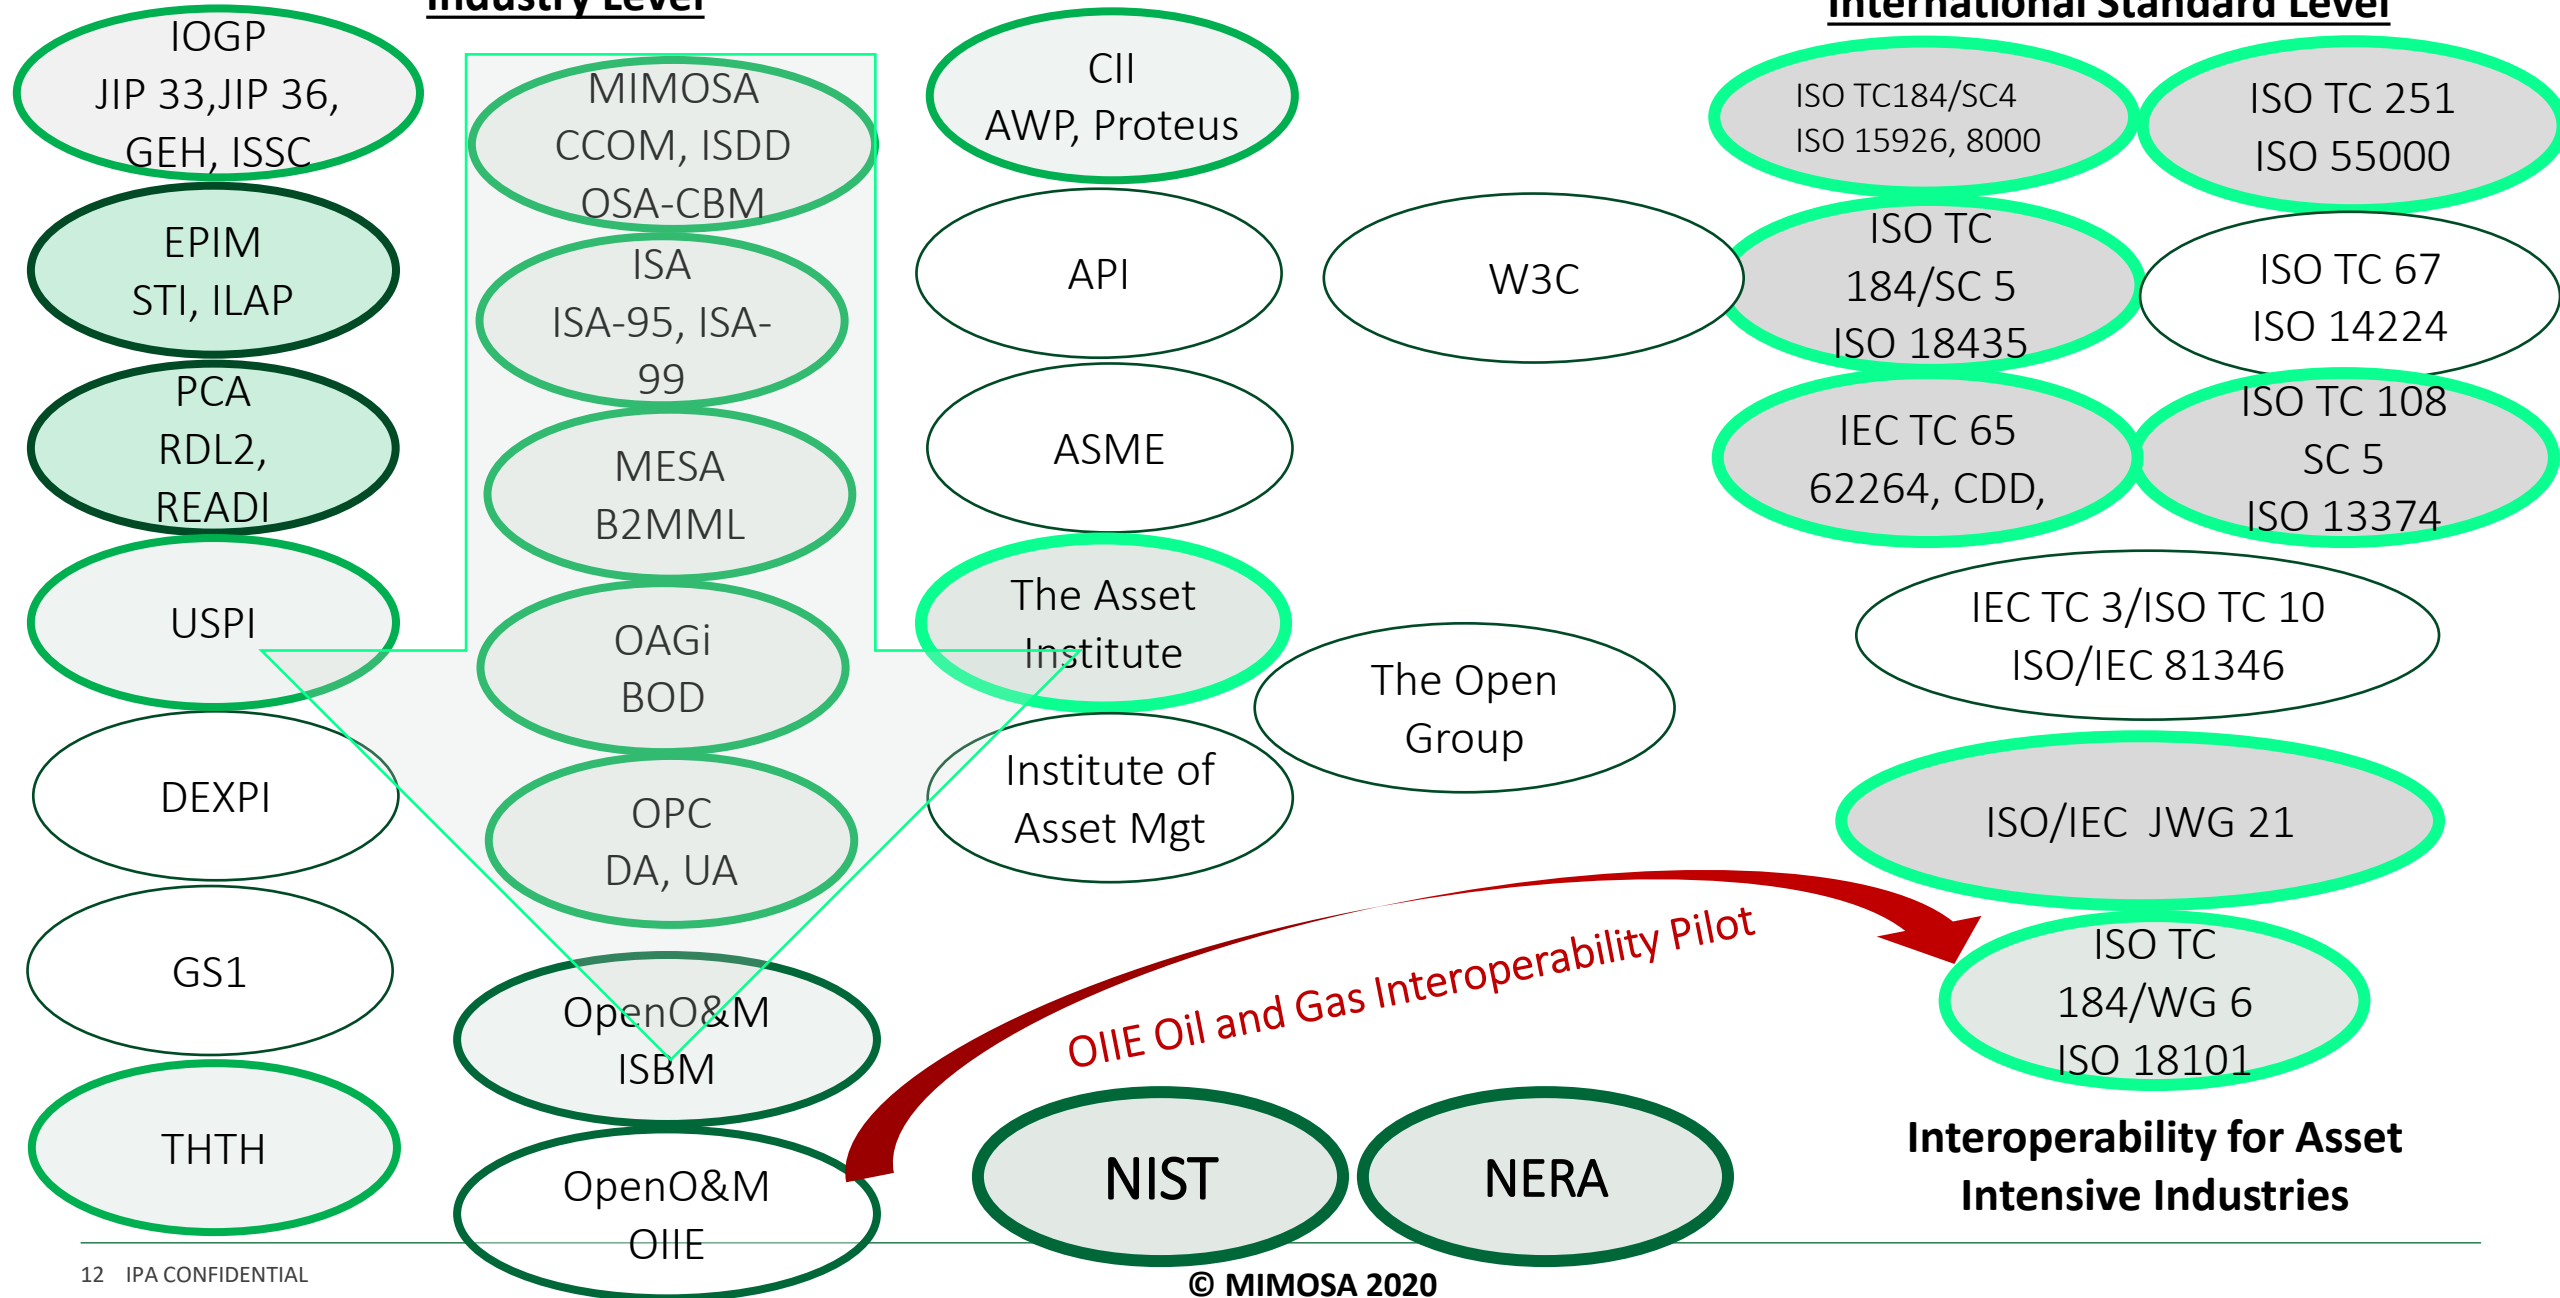 Industry Level
International Standard Level
IOGP
JIP 33,JIP 36,
GEH, ISSC
EPIM
STI, ILAP
PCA
RDL2,
READI
USPI
DEXPI
GS1
THTH
MIMOSA
CCOM, ISDD
OSA-CBM
ISA
ISA-95, ISA-
99
MESA
B2MML
OAGi
BOD
OPC
DA, UA
OpenO&M
ISBM
OpenO&M
OIIE
CII
AWP, Proteus
API
ASME
The Asset
Institute
Institute of
Asset Mgt
W3C
The Open
Group
OIIE Oil and Gas Interoperability Pilot
NIST
NERA
ISO TC184/SC4
ISO 15926, 8000
ISO TC 251
ISO 55000
ISO TC
184/SC 5
ISO 18435
ISO TC 67
ISO 14224
IEC TC 65
62264, CDD,
ISO TC 108
SC 5
ISO 13374
IEC TC 3/ISO TC 10
ISO/IEC 81346
ISO/IEC  JWG 21
ISO TC
184/WG 6
ISO 18101
Interoperability for Asset
Intensive Industries
12 IPA CONFIDENTIAL
© MIMOSA 2020